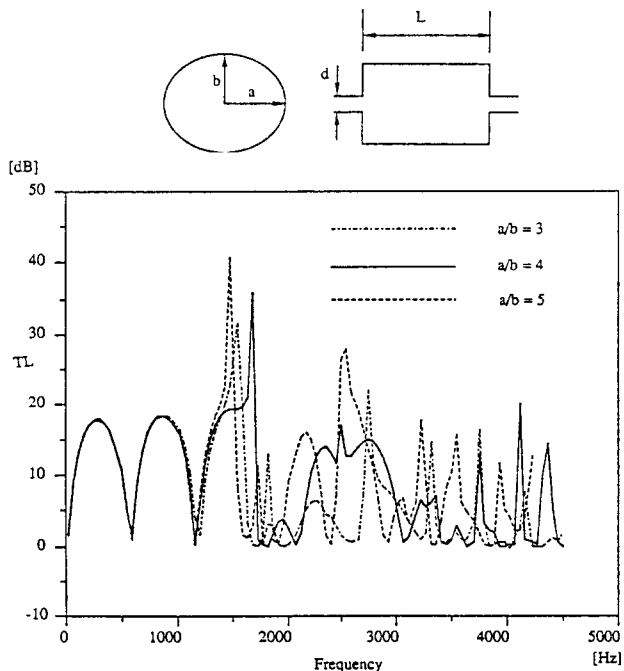 L
b
a
d
[dB]
50
40
30
20
10
0
-10
TL
a/b = 3
a/b = 4
a/b = 5
0
1000
2000
3000
4000
5000
[Hz]
Frequency